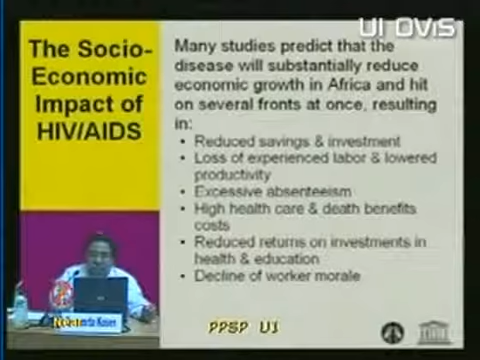 UI OVIS
The Socio-
Economic
Impact of
HIV/AIDS
Many studies predict that the
disease will substantially reduce
economic growth in Africa and hit
on several fronts at once, resulting
in:
• Reduced savings & investment
• Loss of experienced labor & lowered
productivity
• Excessive absenteeism
• High health care & death benefits
costs
• Reduced returns on investments in
health & education
• Decline of worker morale
PPSP UI